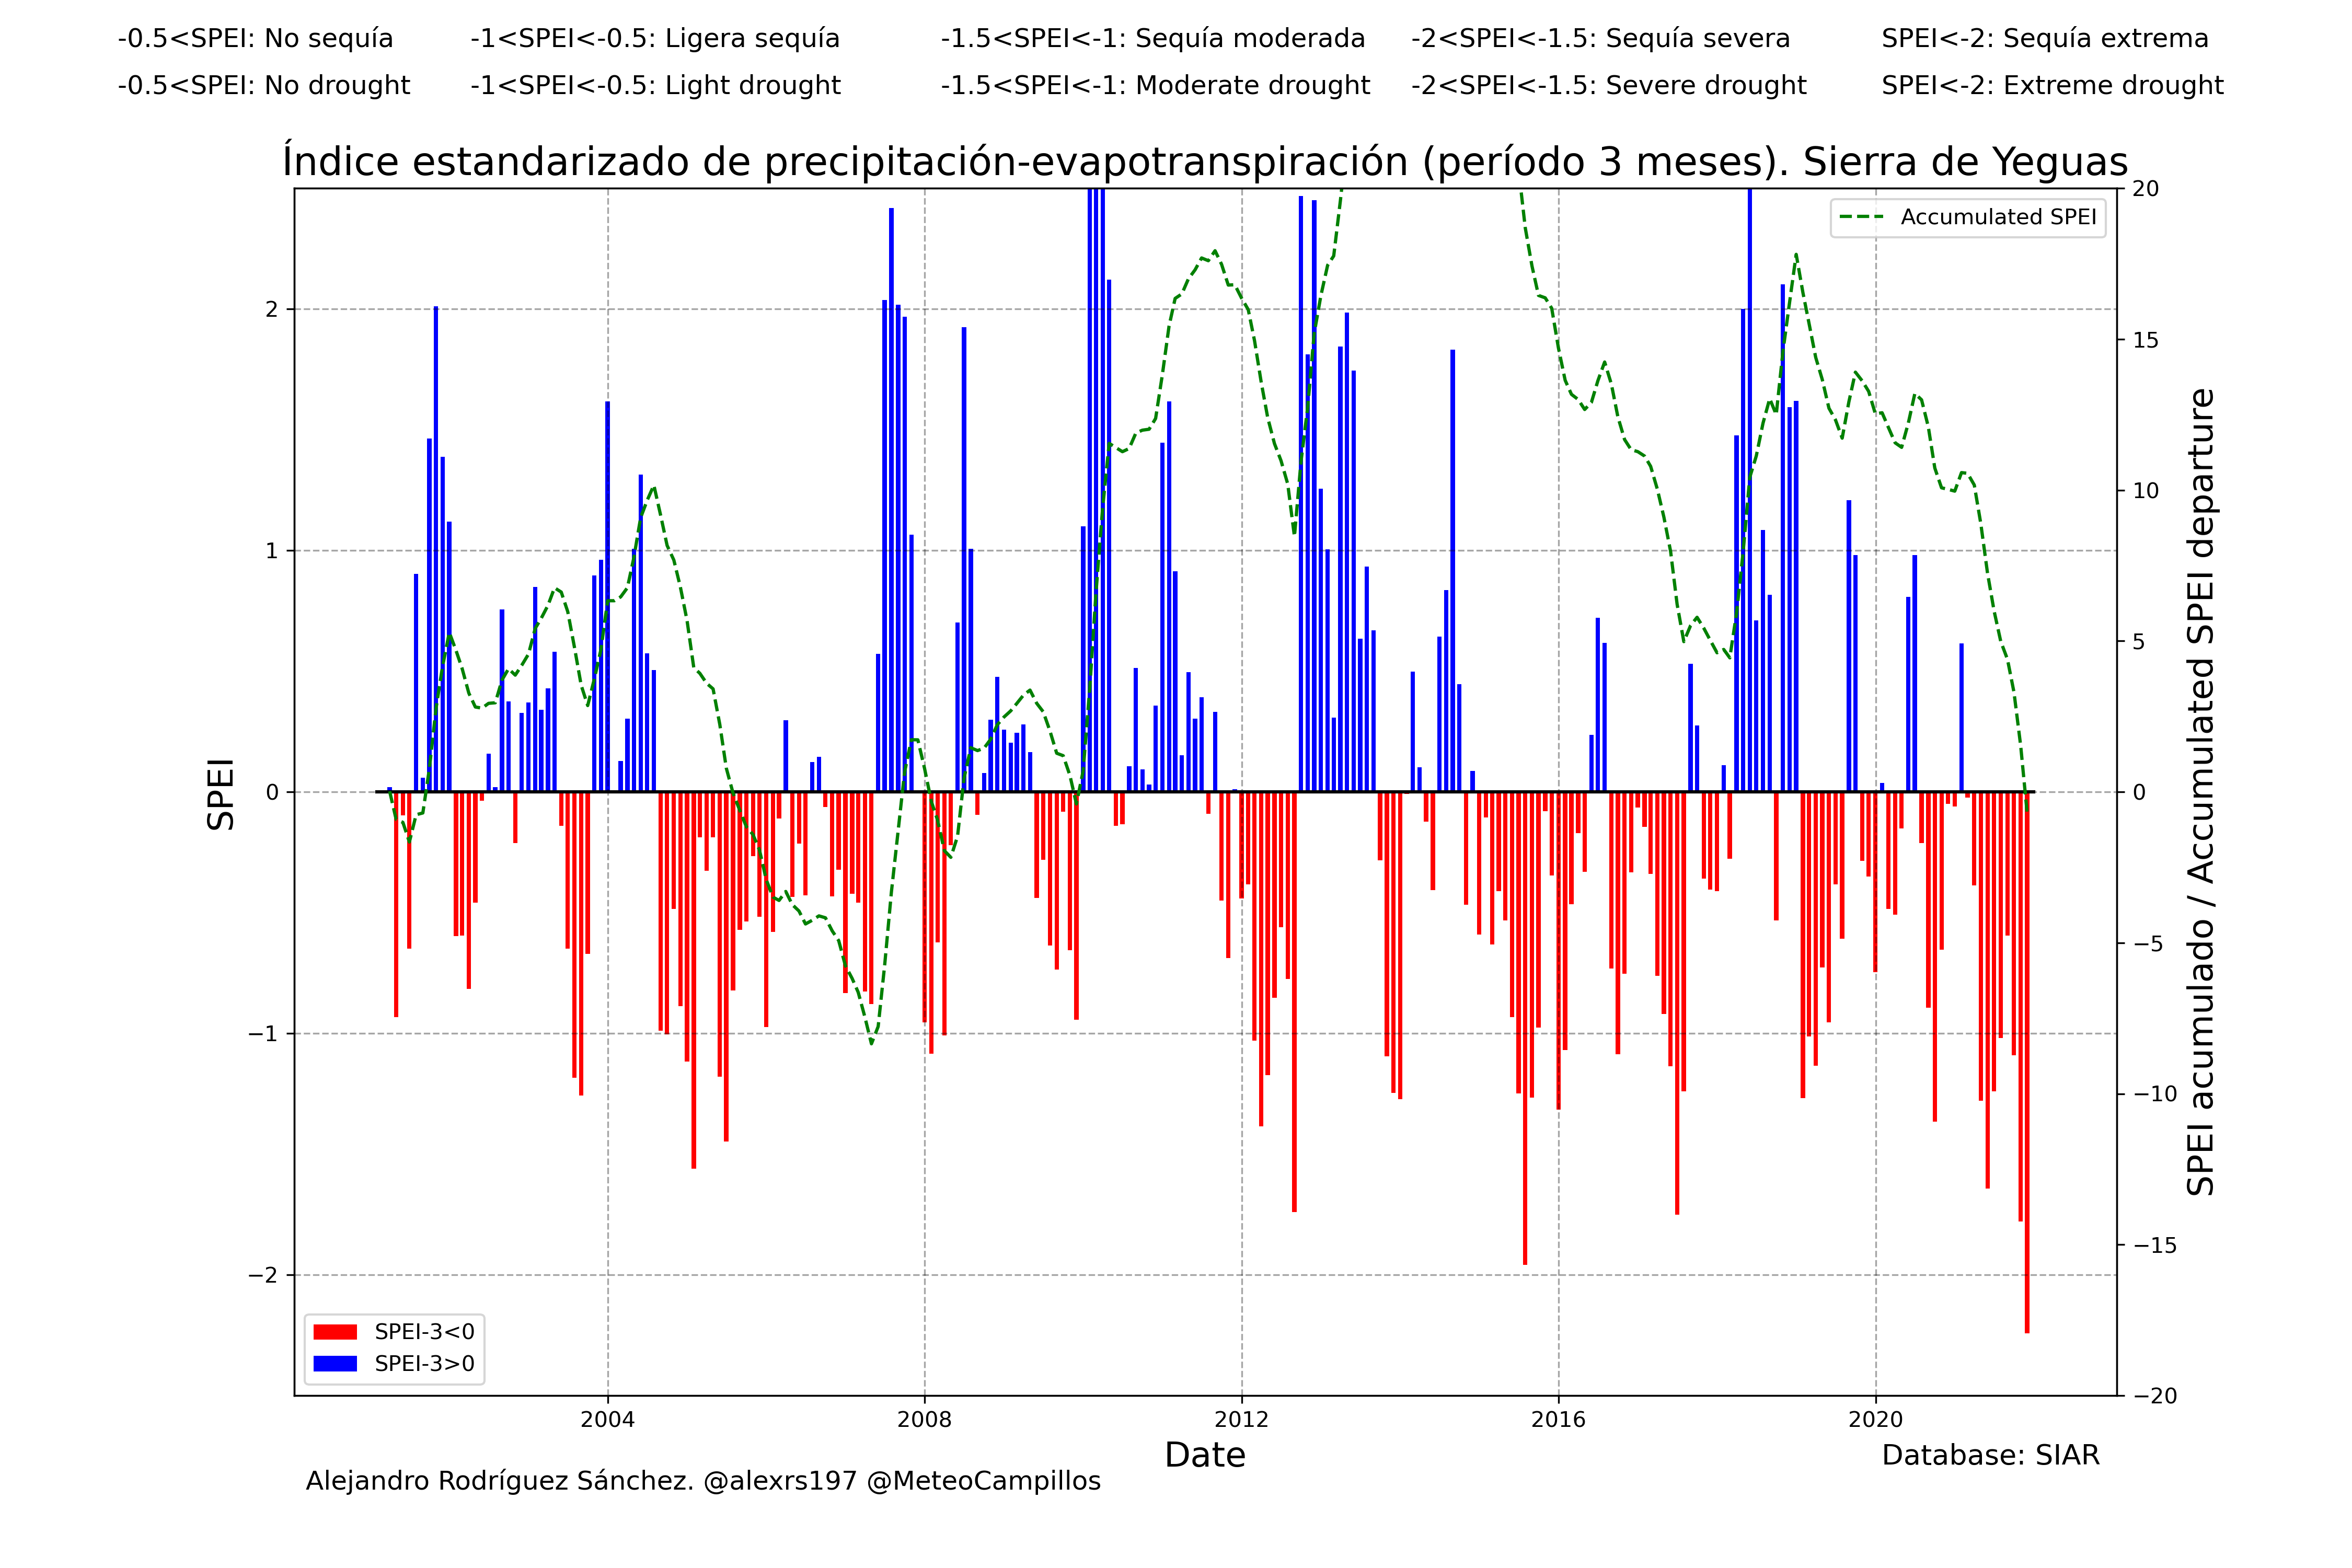 -0.5<SPEI: No sequía -1<SPEI<-0.5: Ligera sequía -1.5<SPEI<-1: Sequía moderada -2<SPEI<-1.5: Sequía severa SPEI<-2: Sequía extrema
-0.5<SPEI: No drought -1<SPEI<-0.5: Light drought -1.5<SPEI<-1: Moderate drought -2<SPEI<-1.5: Severe drought SPEI<-2: Extreme drought
Índice estandarizado de precipitación-evapotranspiración (período 3 meses). Sierra de Yeguas
Accumulated SPEI
SPEI
2
1
0
−1
−2
20
15
10
5
0
−5
−10
−15
−20
SPEI acumulado / Accumulated SPEI departure
SPEI-3<0
SPEI-3>0
2004 2008 2012 2016 2020
Date
Database: SIAR
Alejandro Rodríguez Sánchez. @alexrs197 @MeteoCampillos